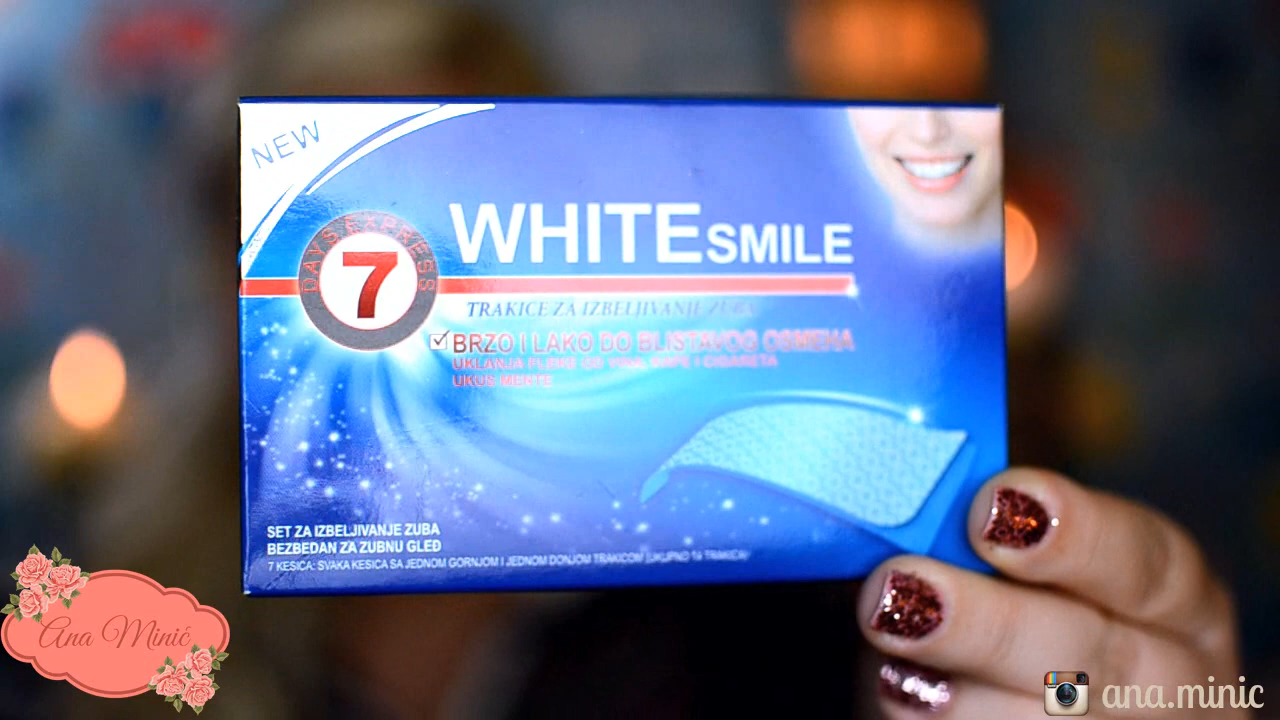 NEW
DAYS EXPRESS
7
WHITE SMILE
TRAKICE ZA IZBELJIVANJE ZUBA
BRZO I LAKO DO BLISTAVOG OSMEHA
UKLANJA FLEKE OD VINA, KAFE I CIGARETA
UKUS MENTE
SET ZA IZBELJIVANJE ZUBA
BEZBEDAN ZA ZUBNU GLEĐ
7 KESICA: SVAKA KESICA SA JEDNOM GORNJOM I JEDNOM DONJOM TRAKICOM (UKUPNO 14 TRAKICA)
Ana Minić
ana.minic